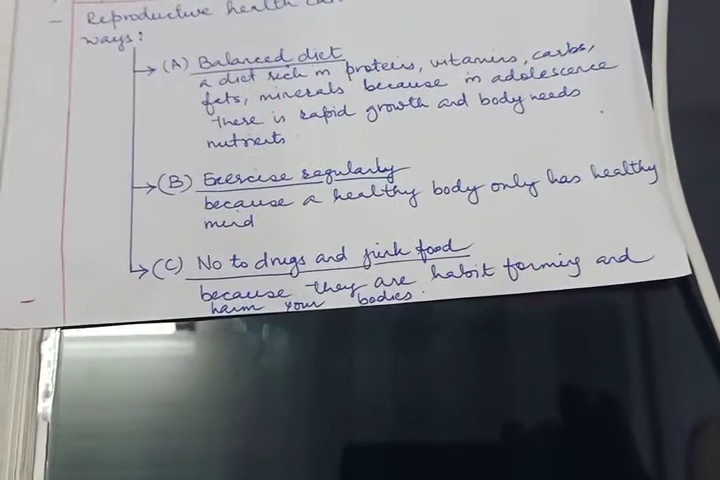 - Reproductive health can
ways:
(A) Balanced diet
a diet rich in proteins, vitamins, carbs,
fats, minerals because in adolescence
there is rapid growth and body needs
nutrients.
(B) Exercise regularly
because a healthy body only has healthy
mind
(C) No to drugs and junk food
because they are habit forming and
harm your bodies.